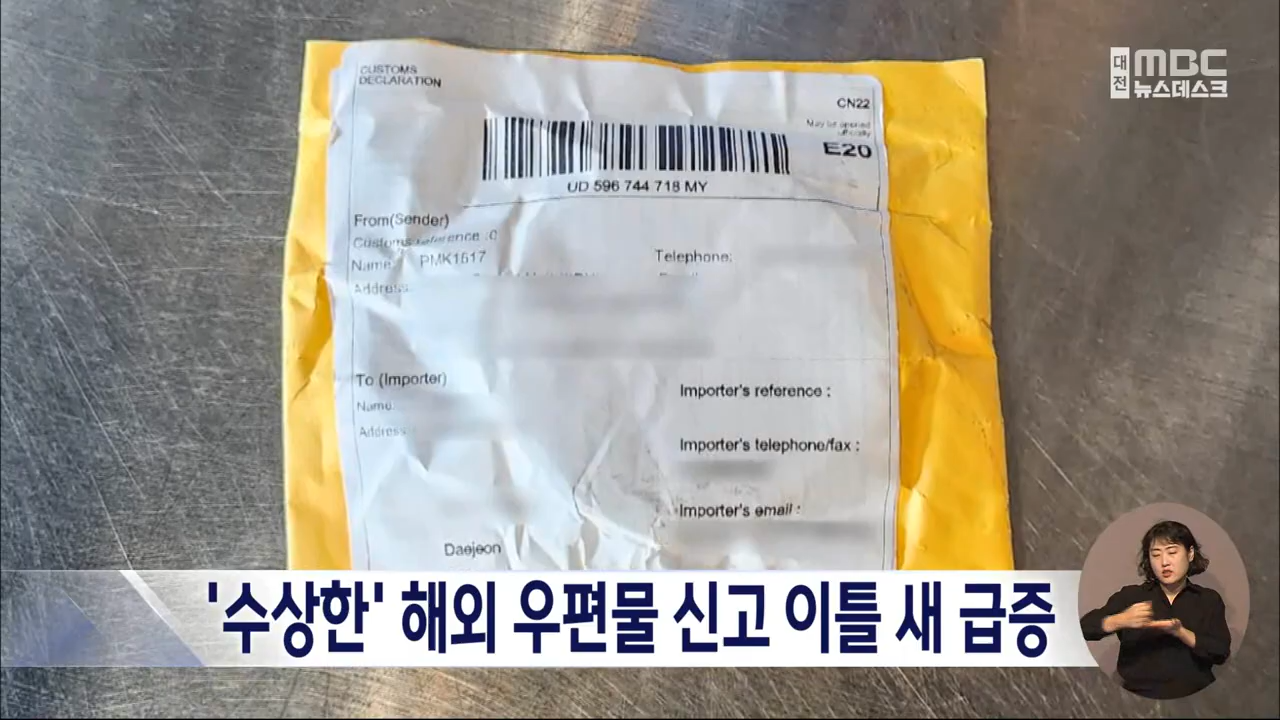 CUSTOMS
DECLARATION
대전 MBC
뉴스데스크
CN22
May be opened
officially
E20
UD 596 744 718 MY
From(Sender)
Customs reference :0
Name: PMK1617
Telephone:
Address:
To (Importer)
Name:
Address:
Importer's reference :
Importer's telephone/fax :
Importer's email :
Daejeon
'수상한' 해외 우편물 신고 이틀 새 급증